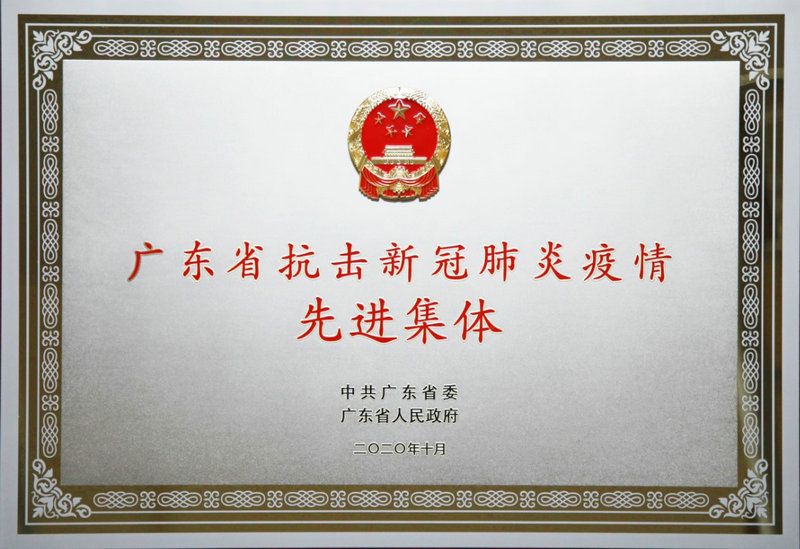 广东省抗击新冠肺炎疫情
先进集体
中共广东省委
广东省人民政府
二〇二〇年十月